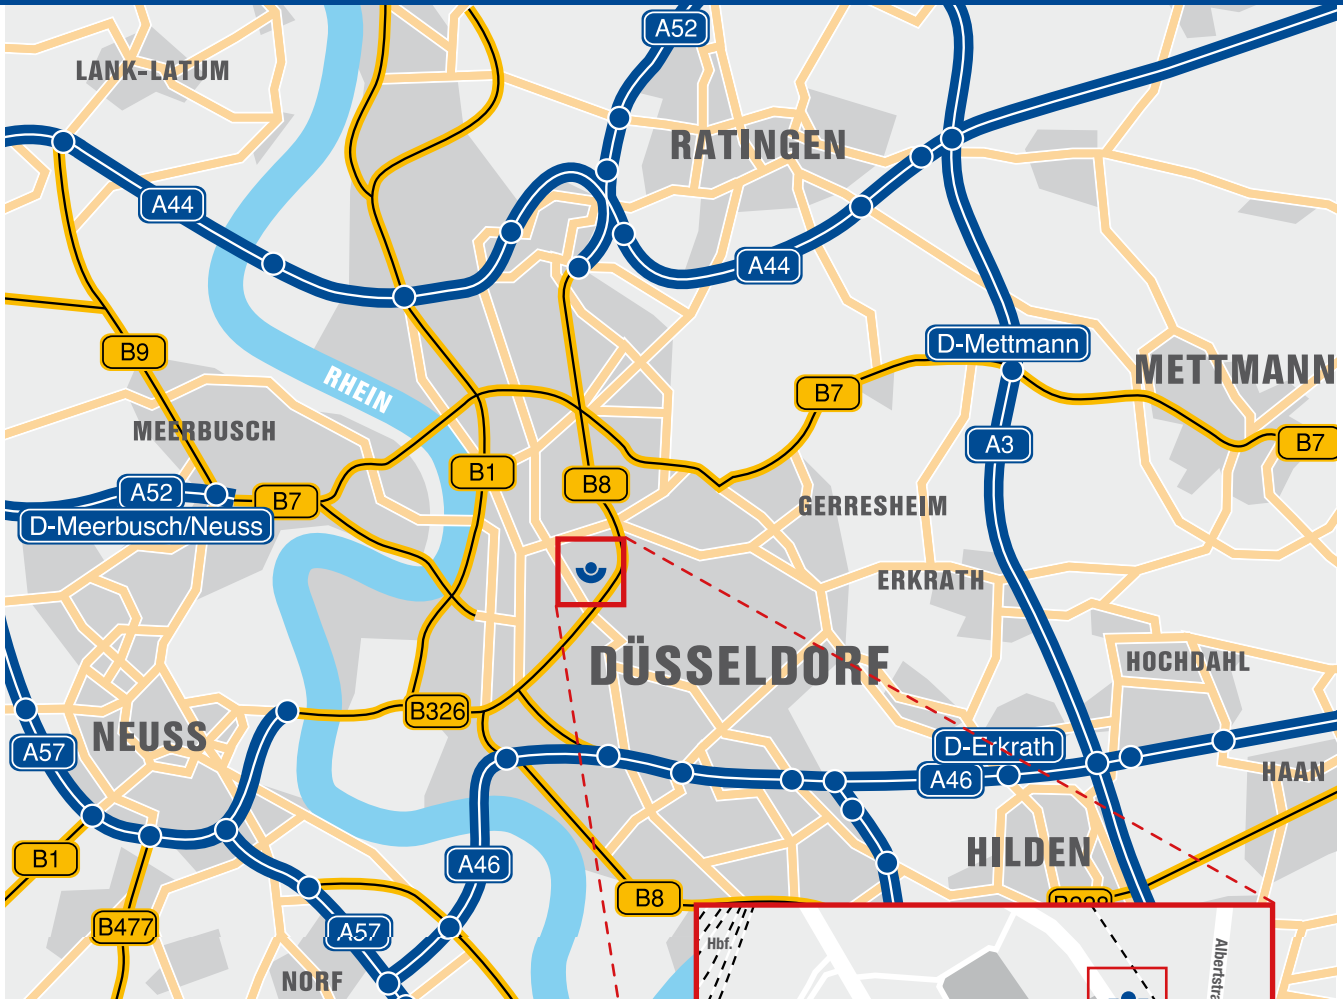 A52
LANK-LATUM
RATINGEN
A44
A44
B9
D-Mettmann
METTMANN
RHEIN
B7
MEERBUSCH
A3
B7
B1
B8
A52
B7
GERRESHEIM
D-Meerbusch/Neuss
ERKRATH
DÜSSELDORF
HOCHDAHL
B326
NEUSS
A57
D-Erkrath
A46
HAAN
HILDEN
B1
A46
B8
B477
A57
Hbf.
NORF